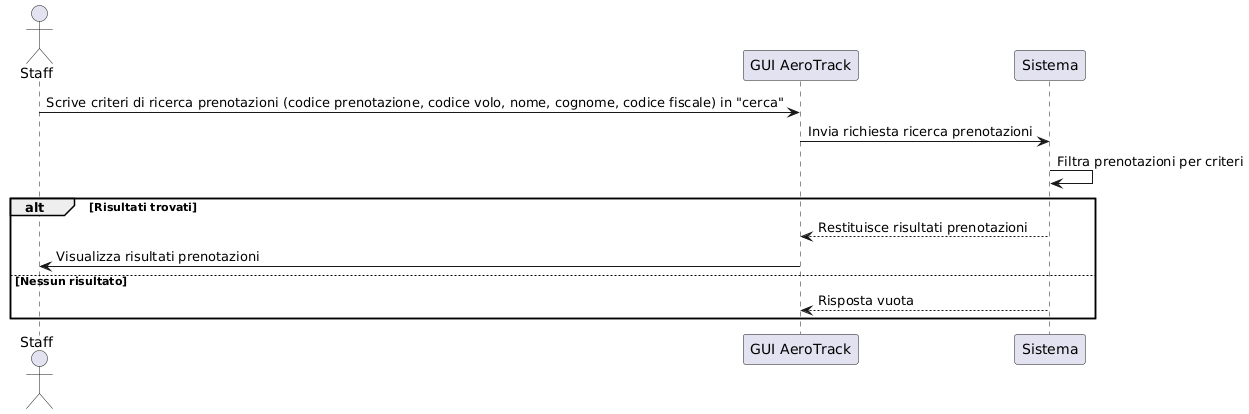 Staff
GUI AeroTrack
Sistema
Scrive criteri di ricerca prenotazioni (codice prenotazione, codice volo, nome, cognome, codice fiscale) in "cerca"
Invia richiesta ricerca prenotazioni
Filtra prenotazioni per criteri
alt [Risultati trovati]
Restituisce risultati prenotazioni
Visualizza risultati prenotazioni
[Nessun risultato]
Risposta vuota
Staff
GUI AeroTrack
Sistema